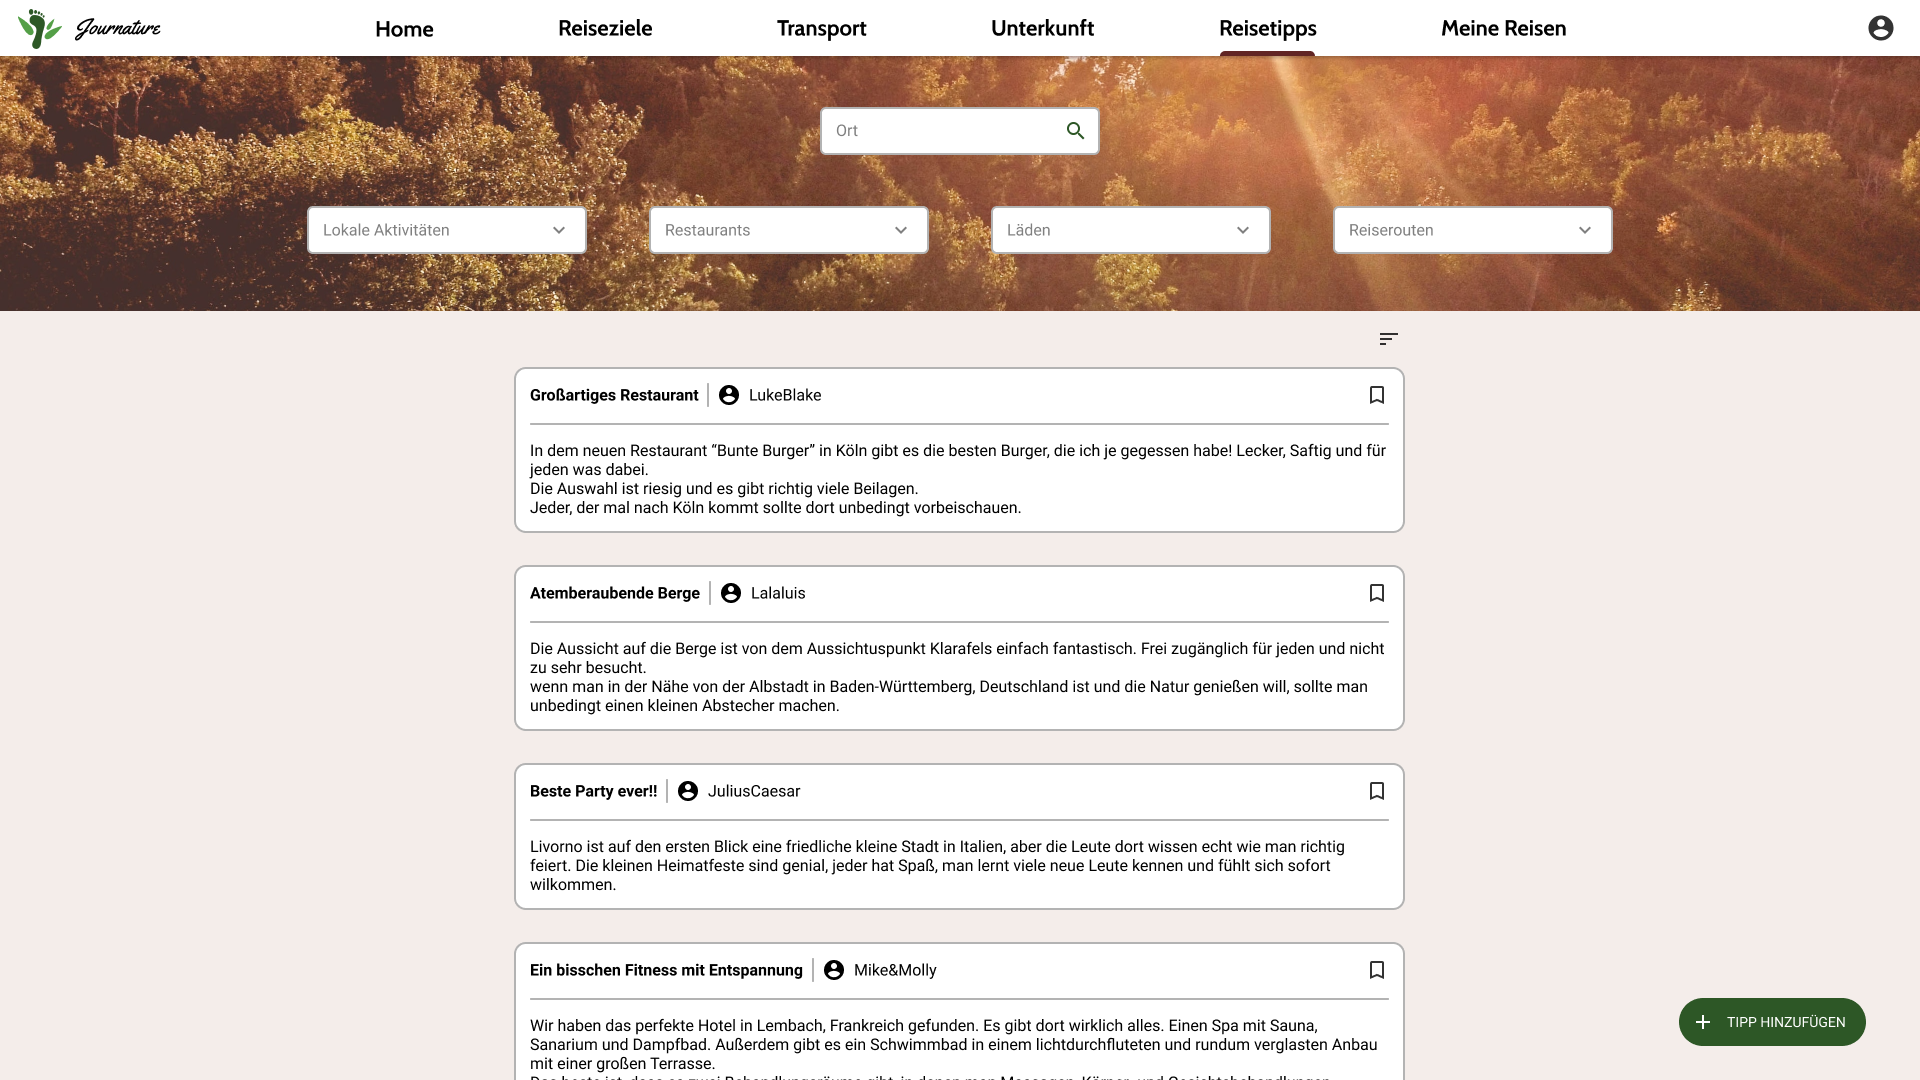 Journature
Home
Reiseziele
Transport
Unterkunft
Reisetipps
Meine Reisen
Ort
Lokale Aktivitäten
Restaurants
Läden
Reiserouten
Großartiges Restaurant
LukeBlake
In dem neuen Restaurant “Bunte Burger” in Köln gibt es die besten Burger, die ich je gegessen habe! Lecker, Saftig und für
jeden was dabei.
Die Auswahl ist riesig und es gibt richtig viele Beilagen.
Jeder, der mal nach Köln kommt sollte dort unbedingt vorbeischauen.
Atemberaubende Berge
Lalaluis
Die Aussicht auf die Berge ist von dem Aussichtuspunkt Klarafels einfach fantastisch. Frei zugänglich für jeden und nicht
zu sehr besucht.
wenn man in der Nähe von der Albstadt in Baden-Württemberg, Deutschland ist und die Natur genießen will, sollte man
unbedingt einen kleinen Abstecher machen.
Beste Party ever!!
JuliusCaesar
Livorno ist auf den ersten Blick eine friedliche kleine Stadt in Italien, aber die Leute dort wissen echt wie man richtig
feiert. Die kleinen Heimatfeste sind genial, jeder hat Spaß, man lernt viele neue Leute kennen und fühlt sich sofort
wilkommen.
Ein bisschen Fitness mit Entspannung
Mike&Molly
Wir haben das perfekte Hotel in Lembach, Frankreich gefunden. Es gibt dort wirklich alles. Einen Spa mit Sauna,
Sanarium und Dampfbad. Außerdem gibt es ein Schwimmbad in einem lichtdurchfluteten und rundum verglasten Anbau
mit einer großen Terrasse.
TIPP HINZUFÜGEN